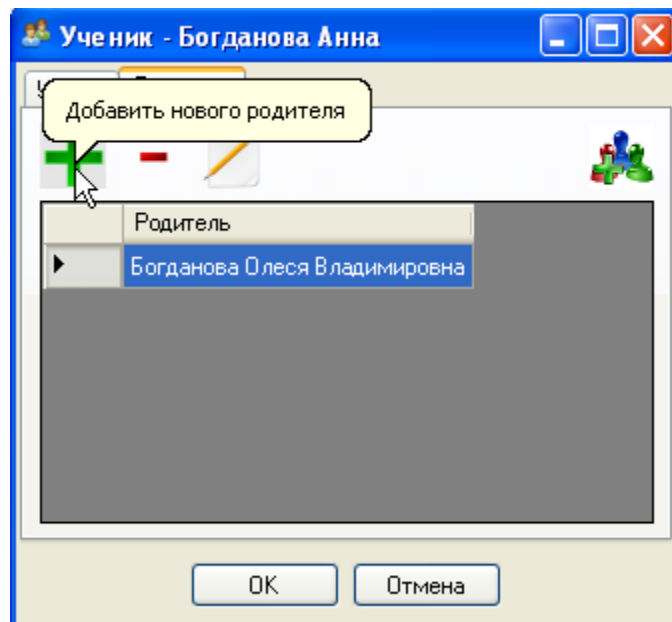 Ученик - Богданова Анна
Добавить нового родителя
Родитель
Богданова Олеся Владимировна
OK
Отмена